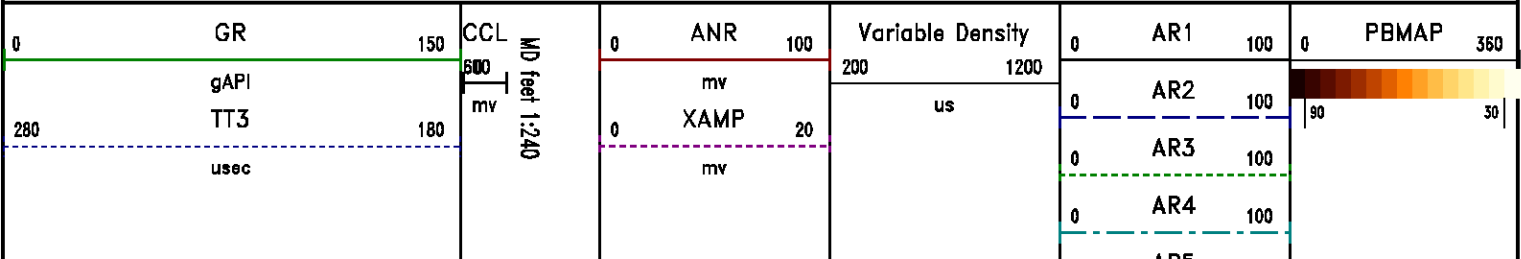 GR
0 150
gAPI
TT3
280 180
usec
CCL
600
mv
MD feet 1:240
ANR
0 100
mv
XAMP
0 20
mv
Variable Density
200 1200
us
AR1
0 100
AR2
0 100
AR3
0 100
AR4
0 100
PBMAP
0 360
90 30